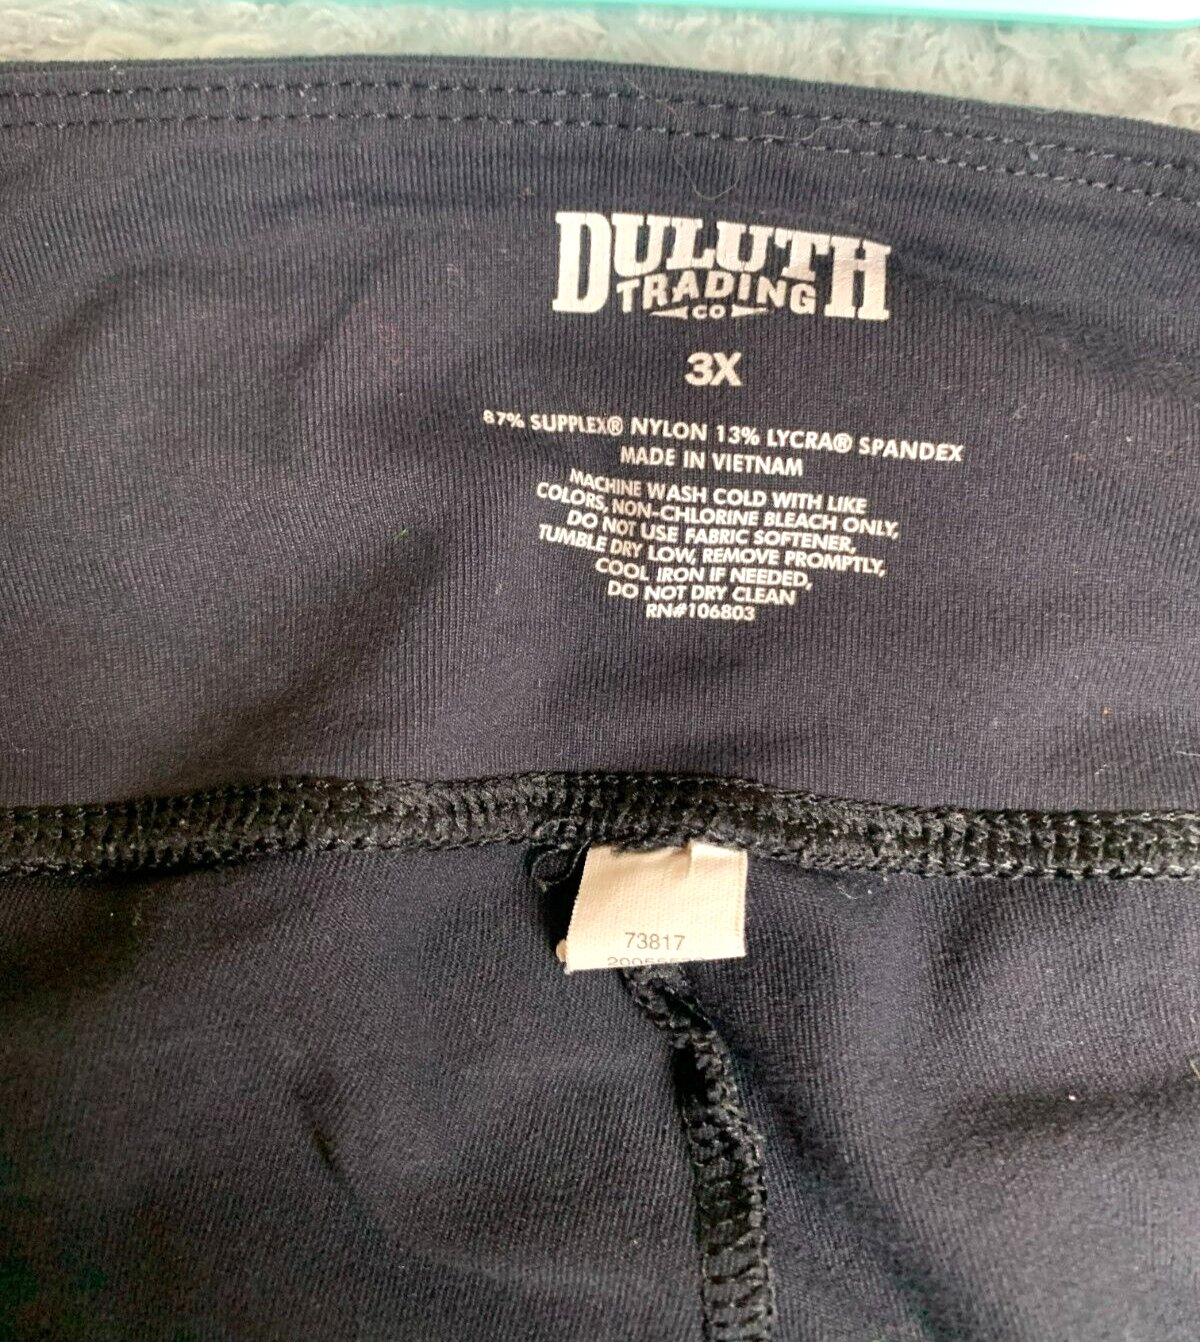 DULUTH
TRADING
CO
3X
87% SUPPLEX® NYLON 13% LYCRA® SPANDEX
MADE IN VIETNAM
MACHINE WASH COLD WITH LIKE
COLORS, NON-CHLORINE BLEACH ONLY,
DO NOT USE FABRIC SOFTENER,
TUMBLE DRY LOW, REMOVE PROMPTLY,
COOL IRON IF NEEDED,
DO NOT DRY CLEAN
RN#106803
73817